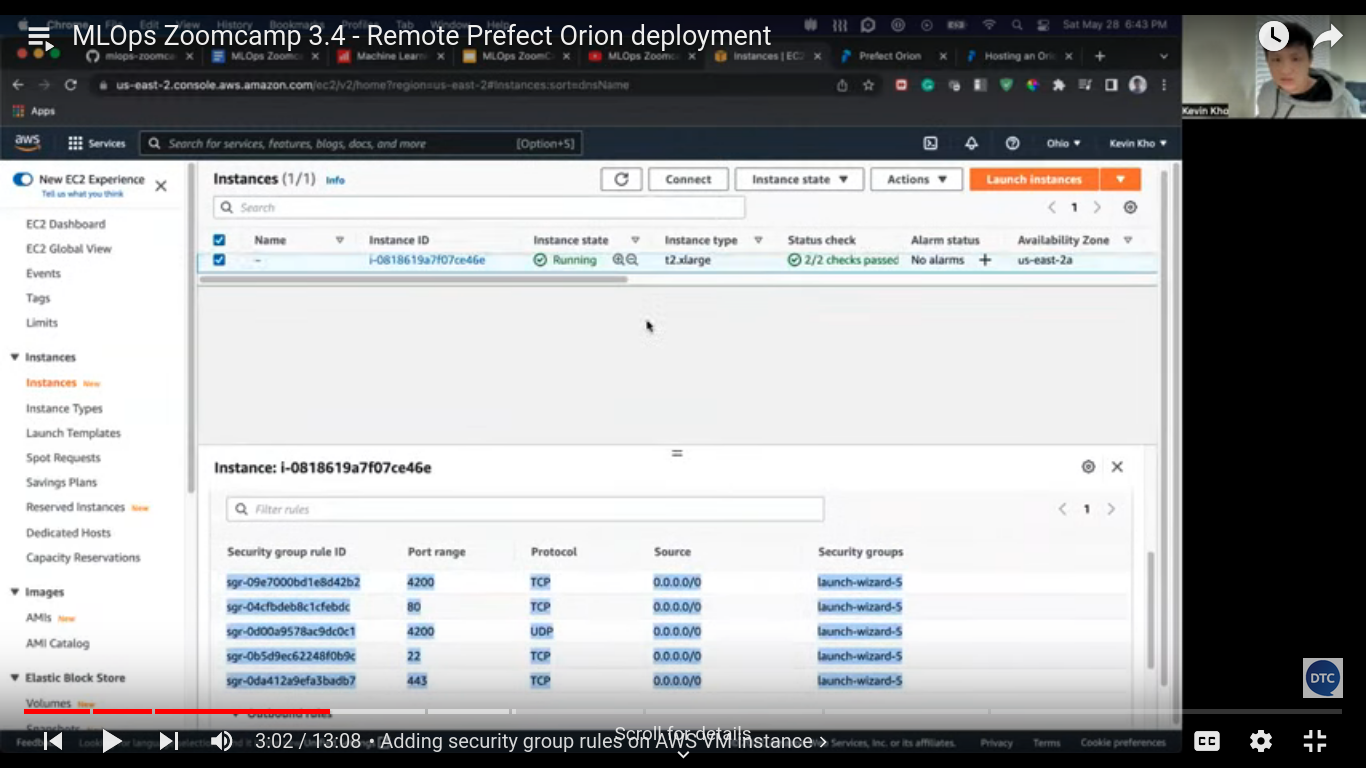 MLOps Zoomcamp 3.4 - Remote Prefect Orion deployment
Chrome File Edit View History Bookmarks Profiles Tab Window Help Sat May 28 6:43 PM
mlops-zoomc MLOps Zoomc Machine Learn MLOps ZoomC MLOps Zoomc Instances | EC2 Prefect Orion Hosting an Ori
us-east-2.console.aws.amazon.com/ec2/v2/home?region=us-east-2#Instances:sort=dnsName
Apps
Kevin Kho
aws Services Search for services, features, blogs, docs, and more [Option+S] Ohio Kevin Kho
New EC2 Experience
Tell us what you think
EC2 Dashboard
EC2 Global View
Events
Tags
Limits
Instances
Instances New
Instance Types
Launch Templates
Spot Requests
Savings Plans
Reserved Instances New
Dedicated Hosts
Capacity Reservations
Images
AMIs New
AMI Catalog
Elastic Block Store
Volumes New
Snapshots
Instances (1/1) Info Connect Instance state Actions Launch instances
Search 1
Name Instance ID Instance state Instance type Status check Alarm status Availability Zone
– i-0818619a7f07ce46e Running t2.xlarge 2/2 checks passed No alarms + us-east-2a
Instance: i-0818619a7f07ce46e
Filter rules 1
Security group rule ID Port range Protocol Source Security groups
sgr-09e7000bd1e8d42b2 4200 TCP 0.0.0.0/0 launch-wizard-5
sgr-04cfbdeb8c1cfebdc 80 TCP 0.0.0.0/0 launch-wizard-5
sgr-0d00a9578ac9dc0c1 4200 UDP 0.0.0.0/0 launch-wizard-5
sgr-0b5d9ec62248f0b9c 22 TCP 0.0.0.0/0 launch-wizard-5
sgr-0da412a9efa3badb7 443 TCP 0.0.0.0/0 launch-wizard-5
Outbound rules
DTC
Scroll for details
3:02 / 13:08 • Adding security group rules on AWS VM Instance
Services, Inc. or its affiliates. Privacy Terms Cookie preferences
CC